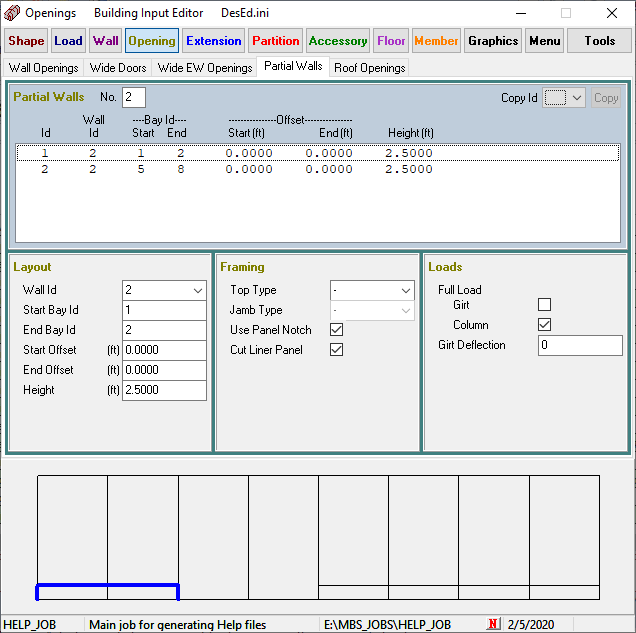 Openings Building Input Editor DesEd.ini
Shape Load Wall Opening Extension Partition Accessory Floor Member Graphics Menu Tools
Wall Openings Wide Doors Wide EW Openings Partial Walls Roof Openings
Partial Walls No. 2 Copy Id Copy
Wall ----Bay Id---- ---------------Offset---------------
Id Id Start End Start (ft) End (ft) Height (ft)
1 2 1 2 0.0000 0.0000 2.5000
2 2 5 8 0.0000 0.0000 2.5000
Layout
Wall Id 2
Start Bay Id 1
End Bay Id 2
Start Offset (ft) 0.0000
End Offset (ft) 0.0000
Height (ft) 2.5000
Framing
Top Type -
Jamb Type -
Use Panel Notch
Cut Liner Panel
Loads
Full Load
Girt
Column
Girt Deflection 0
HELP_JOB Main job for generating Help files E:\MBS_JOBS\HELP_JOB N 2/5/2020